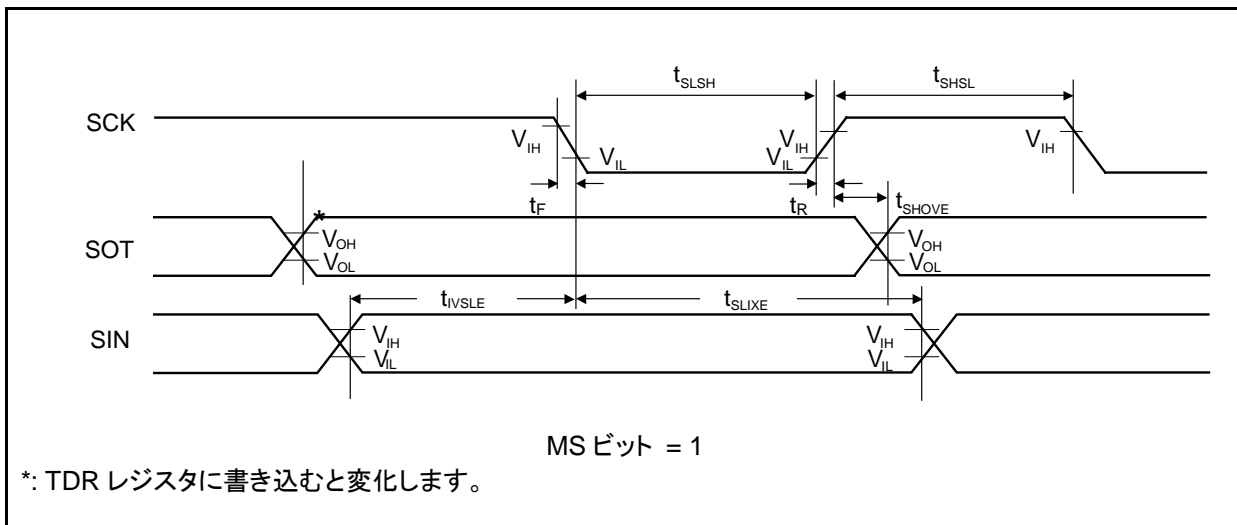 tSLSH
tSHSL
SCK
VIH
VIL
VIH
VIL
VIH
tF
tR
tSHOVE
*
SOT
VOH
VOL
VOH
VOL
tIVSLE
tSLIXE
SIN
VIH
VIL
VIH
VIL
MS ビット = 1
*: TDR レジスタに書き込むと変化します。